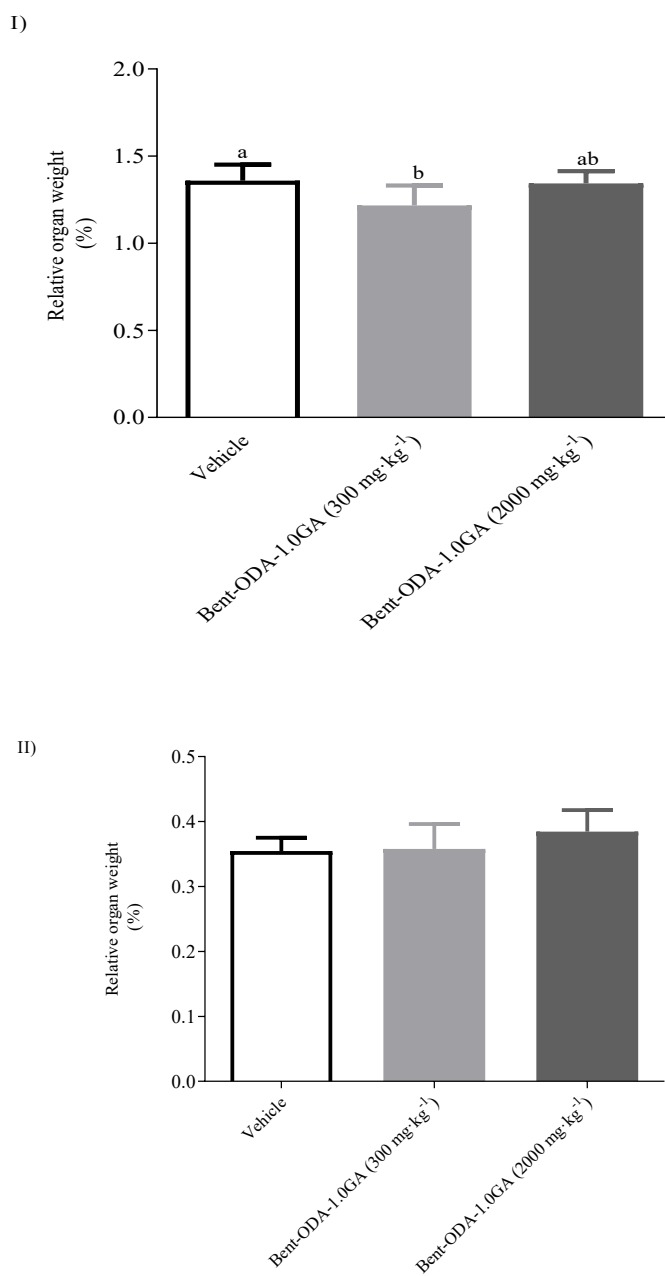 I)
2.0
1.5
1.0
0.5
0.0
Relative organ weight
(%)
a
b
ab
Vehicle
Bent-ODA-1.0GA (300 mg·kg⁻¹)
Bent-ODA-1.0GA (2000 mg·kg⁻¹)
II)
0.5
0.4
0.3
0.2
0.1
0.0
Relative organ weight
(%)
Vehicle
Bent-ODA-1.0GA (300 mg·kg⁻¹)
Bent-ODA-1.0GA (2000 mg·kg⁻¹)